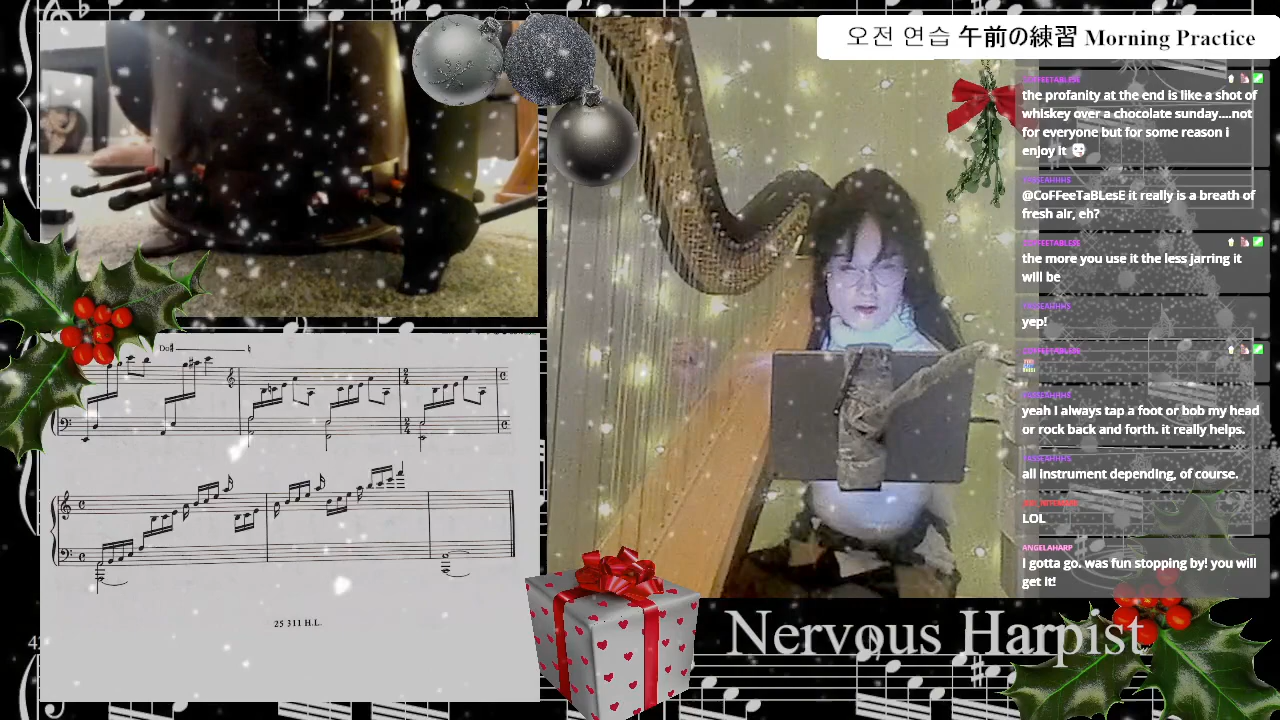 오전 연습 午前の練習 Morning Practice
COFFEETABLESE
the profanity at the end is like a shot of
whiskey over a chocolate sunday....not
for everyone but for some reason i
enjoy it
@CoFFeeTaBLesE it really is a breath of
fresh air, eh?
COFFEETABLESE
the more you use it the less jarring it
will be
yep!
COFFEETABLESE
yeah I always tap a foot or bob my head
or rock back and forth. it really helps.
all instrument depending, of course.
LOL
ANGELAHARP
I gotta go. was fun stopping by! you will
get it!
25 311 H.L.
Nervous Harpist